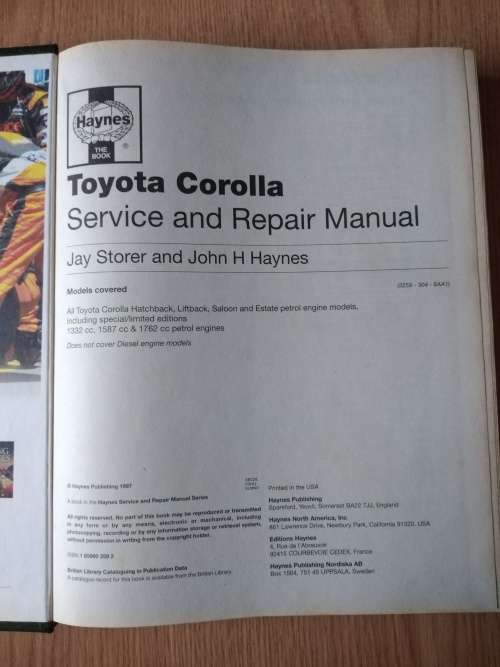 Haynes
THE
BOOK
®
Toyota Corolla
Service and Repair Manual
Jay Storer and John H Haynes
Models covered
(3259 - 304 - 9AA1)
All Toyota Corolla Hatchback, Liftback, Saloon and Estate petrol engine models,
including special/limited editions
1332 cc, 1587 cc & 1762 cc petrol engines
Does not cover Diesel engine models
© Haynes Publishing 1997
A book in the Haynes Service and Repair Manual Series
All rights reserved. No part of this book may be reproduced or transmitted
in any form or by any means, electronic or mechanical, including
photocopying, recording or by any information storage or retrieval system,
without permission in writing from the copyright holder.
ISBN 1 85960 259 3
British Library Cataloguing in Publication Data
A catalogue record for this book is available from the British Library.
Printed in the USA
Haynes Publishing
Sparkford, Yeovil, Somerset BA22 7JJ, England
Haynes North America, Inc
861 Lawrence Drive, Newbury Park, California 91320, USA
Editions Haynes
4, Rue de l'Abreuvoir
92415 COURBEVOIE CEDEX, France
Haynes Publishing Nordiska AB
Box 1504, 751 45 UPPSALA, Sweden